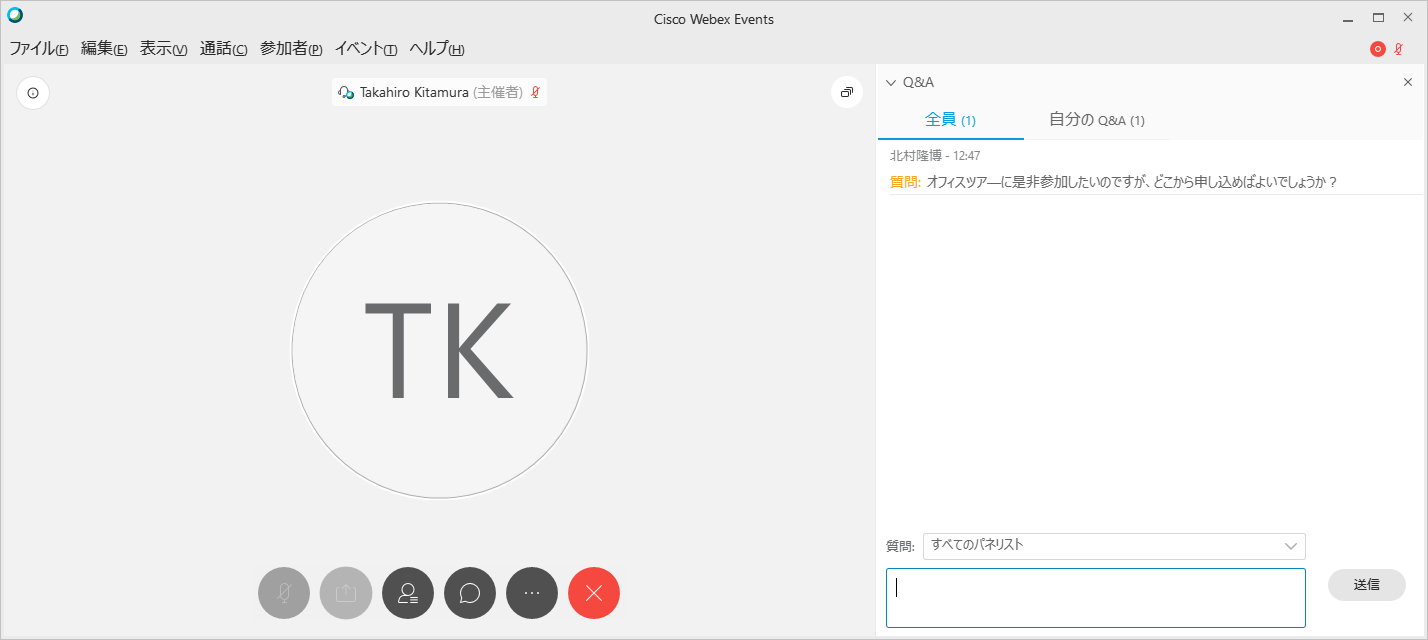 Cisco Webex Events
ファイル(F) 編集(E) 表示(V) 通話(C) 参加者(P) イベント(T) ヘルプ(H)
Takahiro Kitamura (主催者)
TK
Q&A
全員 (1) 自分の Q&A (1)
北村隆博 - 12:47
質問: オフィスツアーに是非参加したいのですが、どこから申し込めばよいでしょうか？
質問: すべてのパネリスト
送信